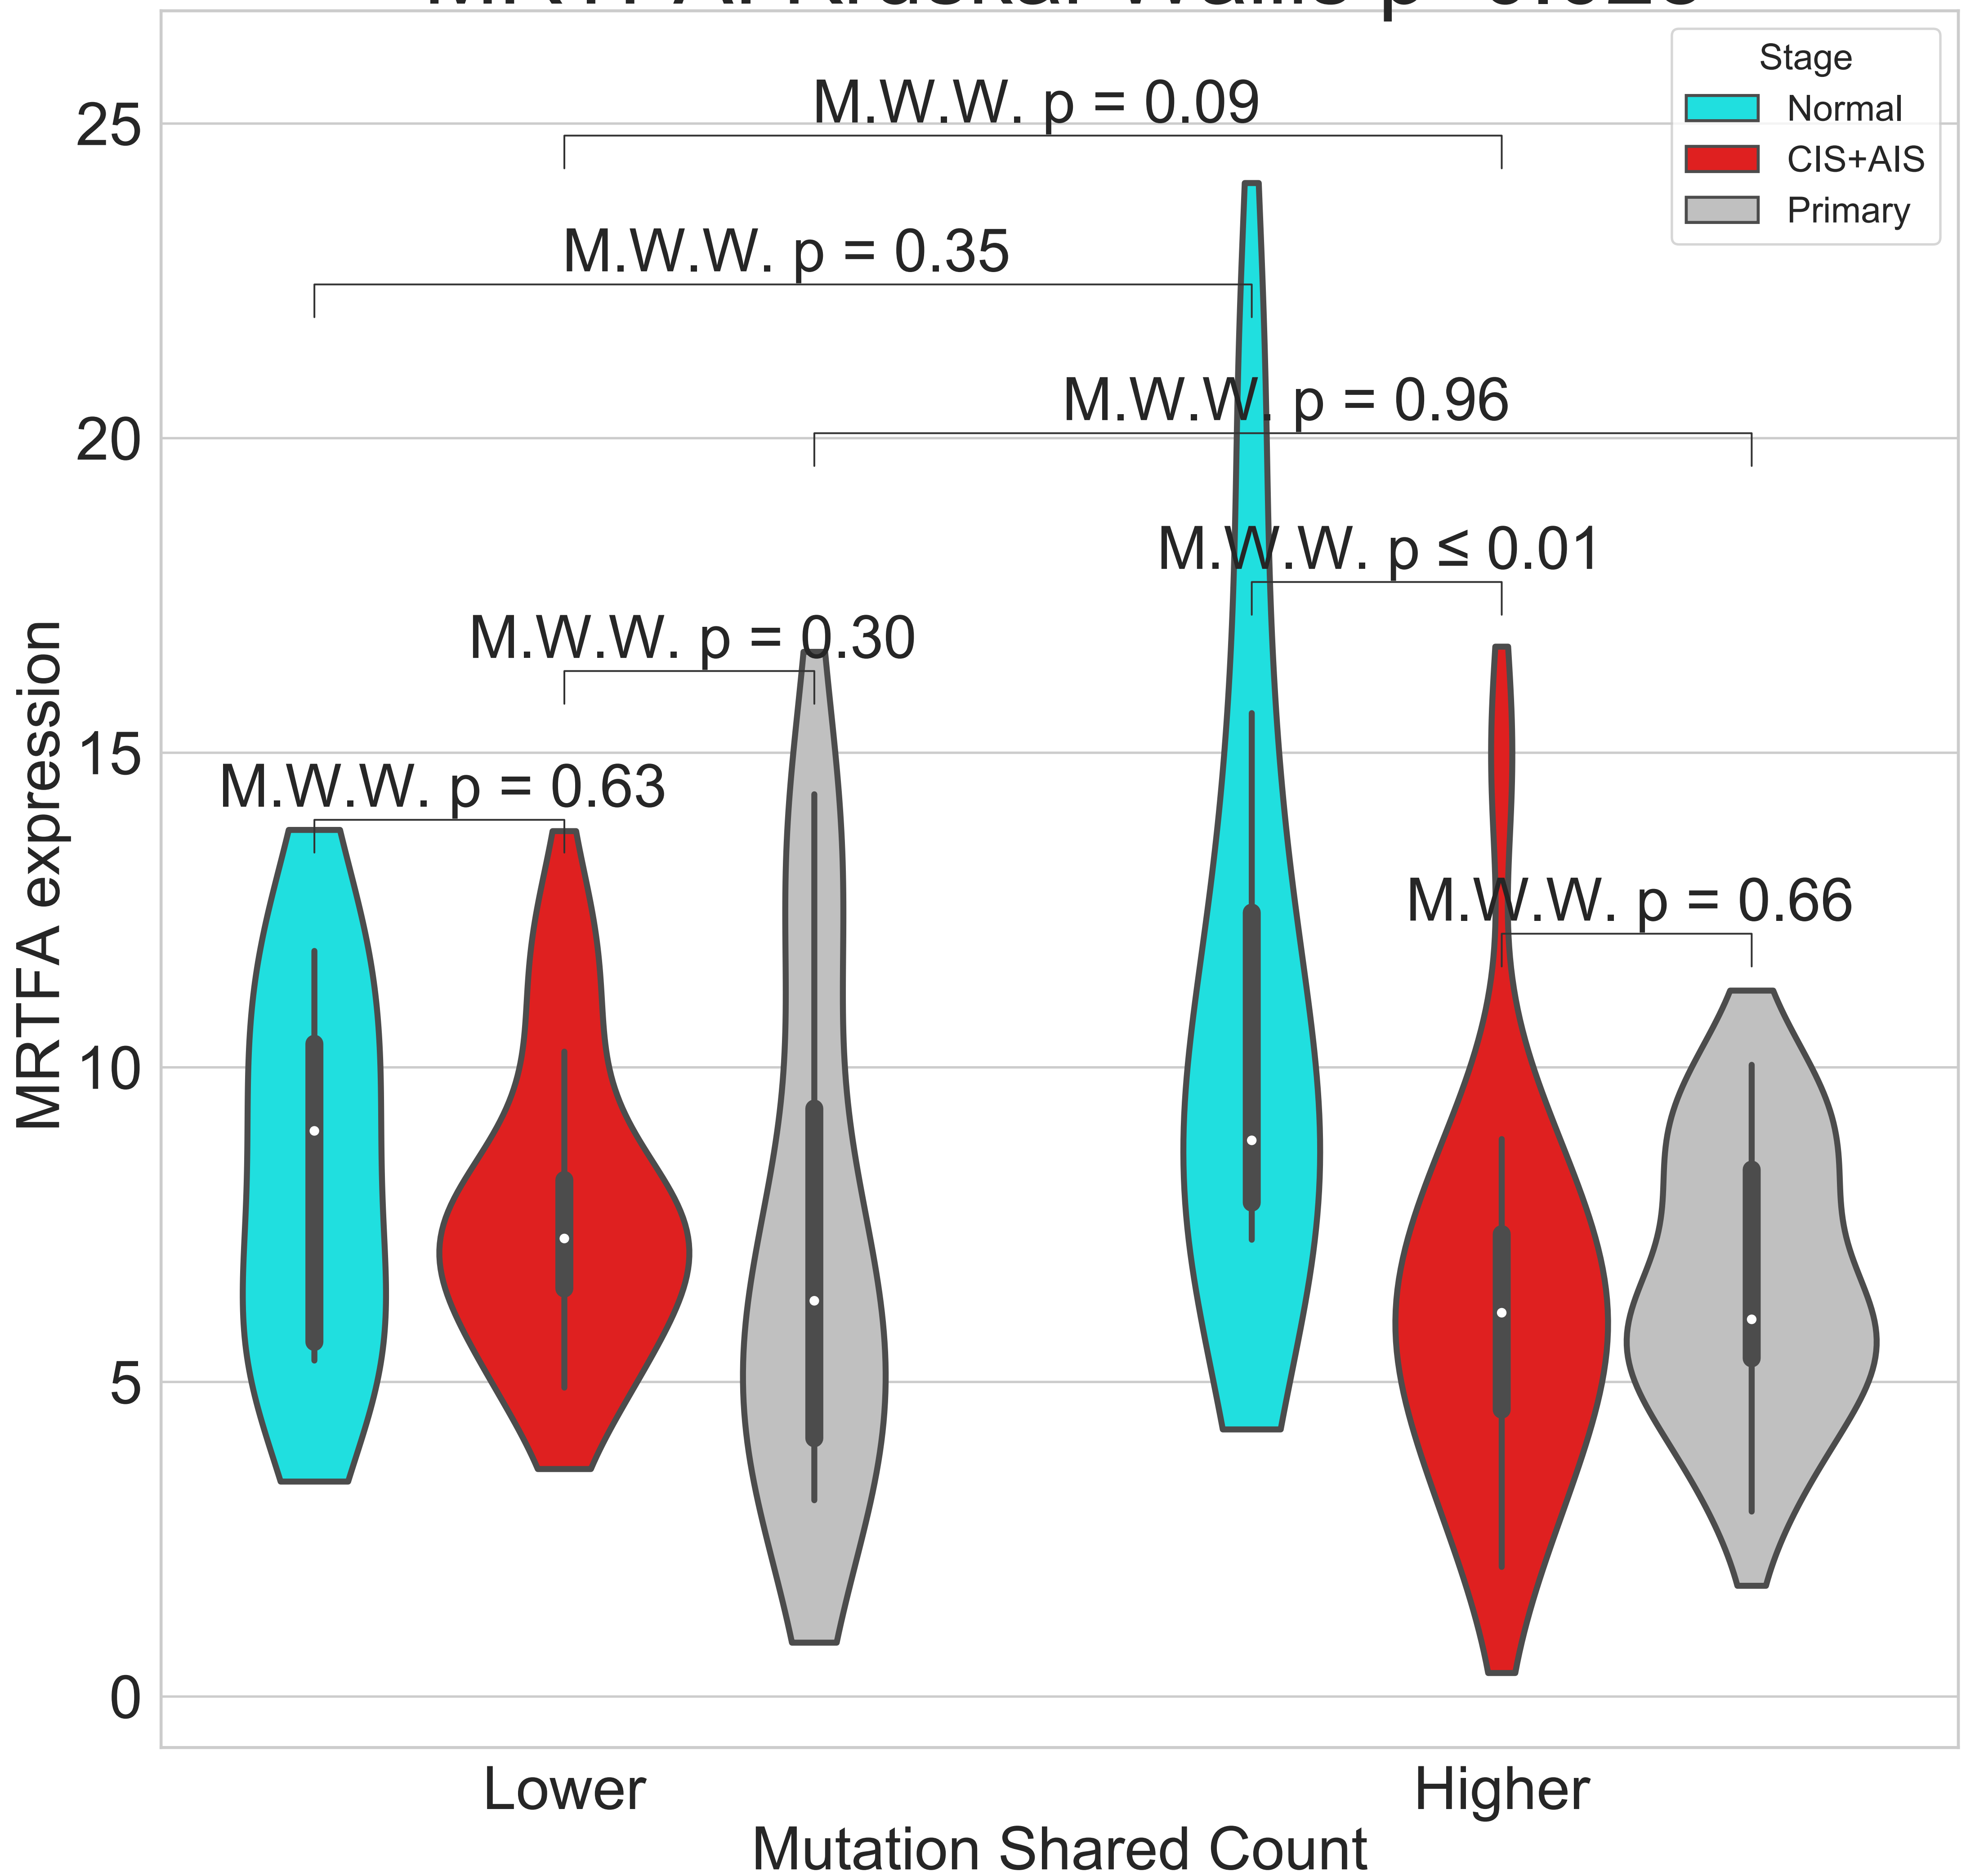 Stage
Normal
CIS+AIS
Primary
M.W.W. p = 0.09
M.W.W. p = 0.35
M.W.W. p = 0.96
M.W.W. p ≤ 0.01
M.W.W. p = 0.30
M.W.W. p = 0.63
M.W.W. p = 0.66
25
20
15
10
5
0
MRTFA expression
Lower
Higher
Mutation Shared Count